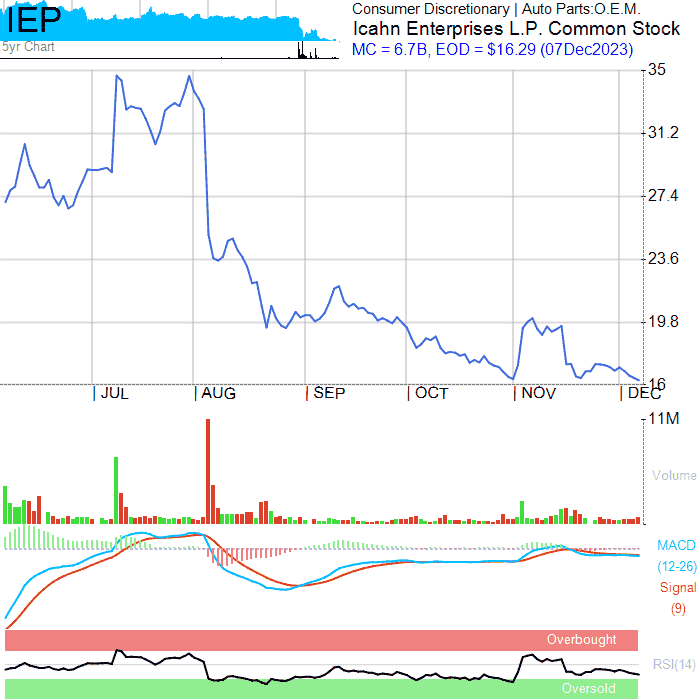 IEP
5yr Chart
Consumer Discretionary | Auto Parts:O.E.M.
Icahn Enterprises L.P. Common Stock
MC = 6.7B, EOD = $16.29 (07Dec2023)
35
31.2
27.4
23.6
19.8
16
JUL AUG SEP OCT NOV DEC
11M
Volume
MACD
(12-26)
Signal
(9)
Overbought
RSI(14)
Oversold